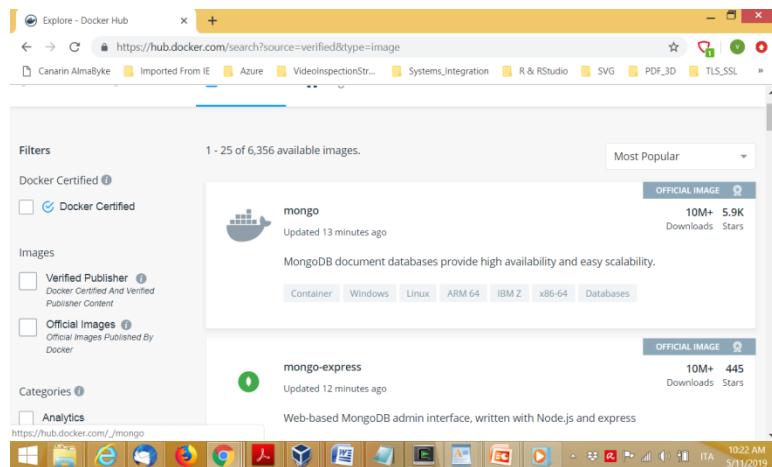 Explore - Docker Hub
https://hub.docker.com/search?source=verified&type=image
Canarin AlmaByke Imported From IE Azure VideoInspectionStr... Systems_Integration R & RStudio SVG PDF_3D TLS_SSL »
Filters
1 - 25 of 6,356 available images.
Most Popular
Docker Certified
Docker Certified
OFFICIAL IMAGE
mongo
10M+ 5.9K
Updated 13 minutes ago
Downloads Stars
Images
MongoDB document databases provide high availability and easy scalability.
Verified Publisher
Docker Certified And Verified
Publisher Content
Container Windows Linux ARM 64 IBM Z x86-64 Databases
Official Images
Official Images Published By
Docker
OFFICIAL IMAGE
mongo-express
10M+ 445
Updated 12 minutes ago
Downloads Stars
Categories
Analytics
Web-based MongoDB admin interface, written with Node.js and express
https://hub.docker.com/_/mongo
ITA
10:22 AM
5/11/2019